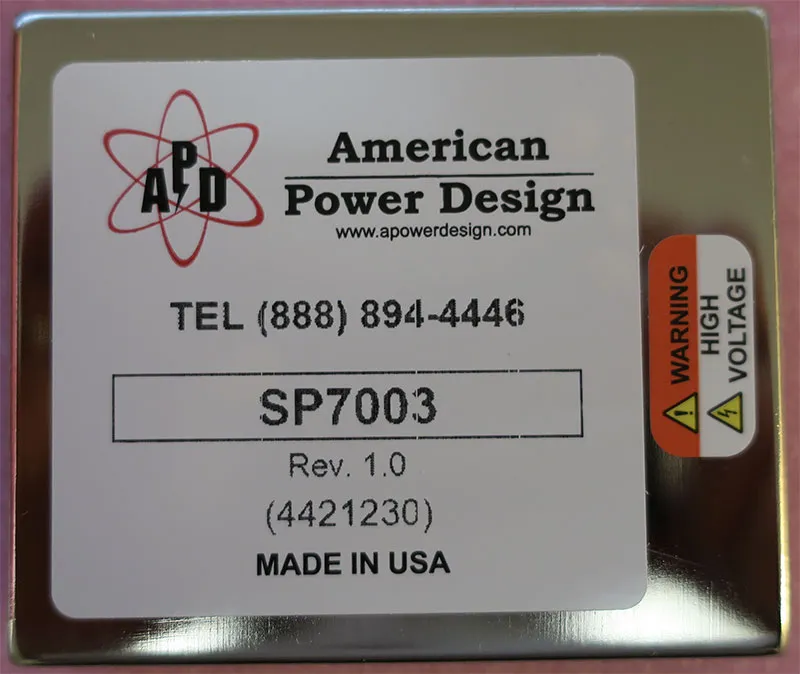 APD
American
Power Design
www.apowerdesign.com
TEL (888) 894-4446
SP7003
Rev. 1.0
(4421230)
MADE IN USA
WARNING
HIGH
VOLTAGE